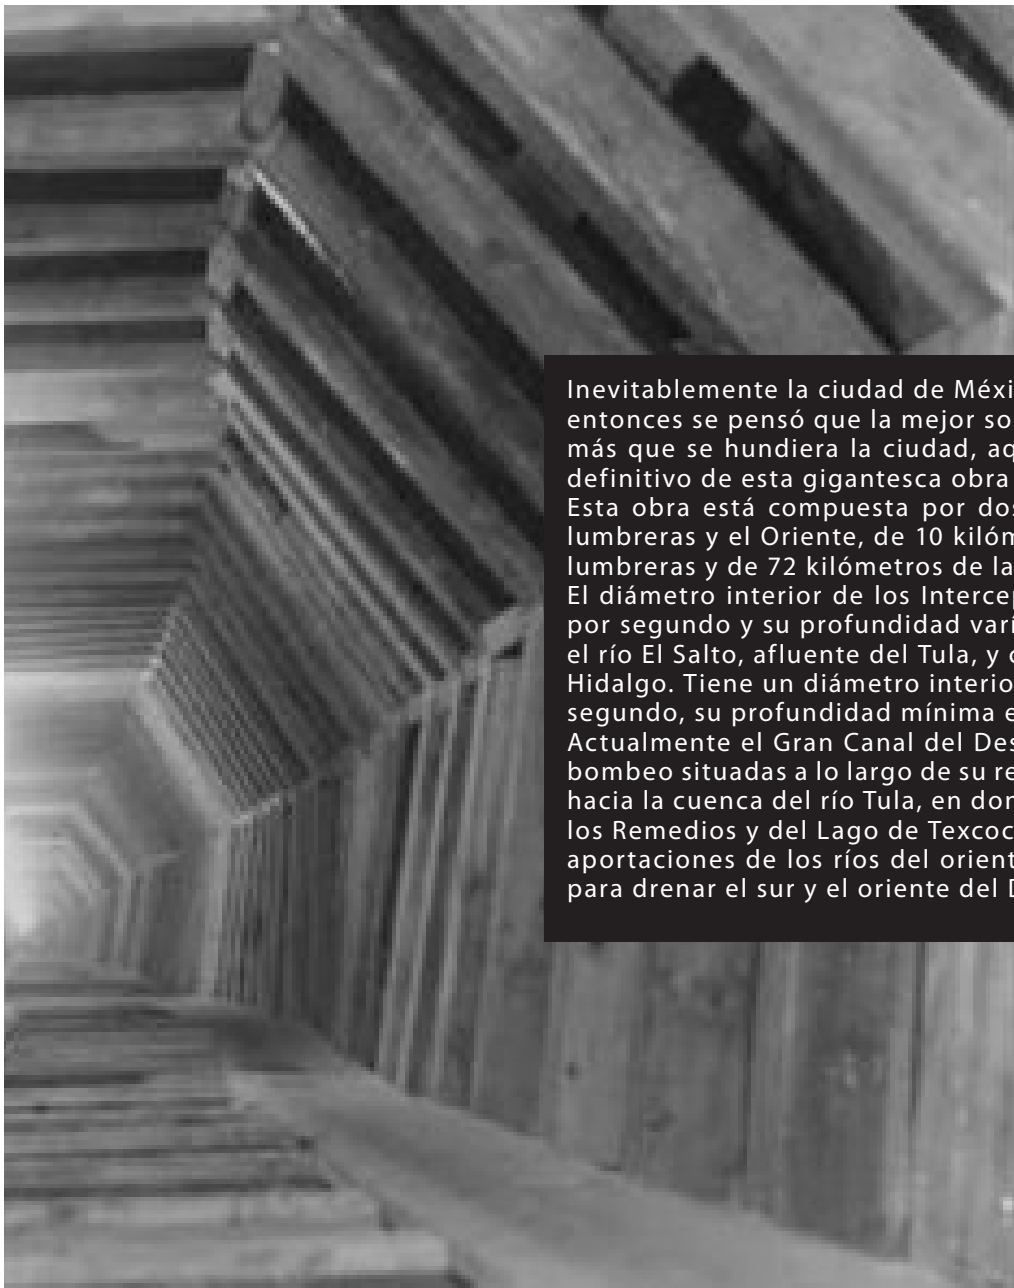 Inevitablemente la ciudad de Méxi
entonces se pensó que la mejor so
más que se hundiera la ciudad, aq
definitivo de esta gigantesca obra
Esta obra está compuesta por dos
lumbreras y el Oriente, de 10 kilóm
lumbreras y de 72 kilómetros de la
El diámetro interior de los Interce
por segundo y su profundidad varí
el río El Salto, afluente del Tula, y
Hidalgo. Tiene un diámetro interio
segundo, su profundidad mínima e
Actualmente el Gran Canal del Des
bombeo situadas a lo largo de su re
hacia la cuenca del río Tula, en don
los Remedios y del Lago de Texcoc
aportaciones de los ríos del orient
para drenar el sur y el oriente del D